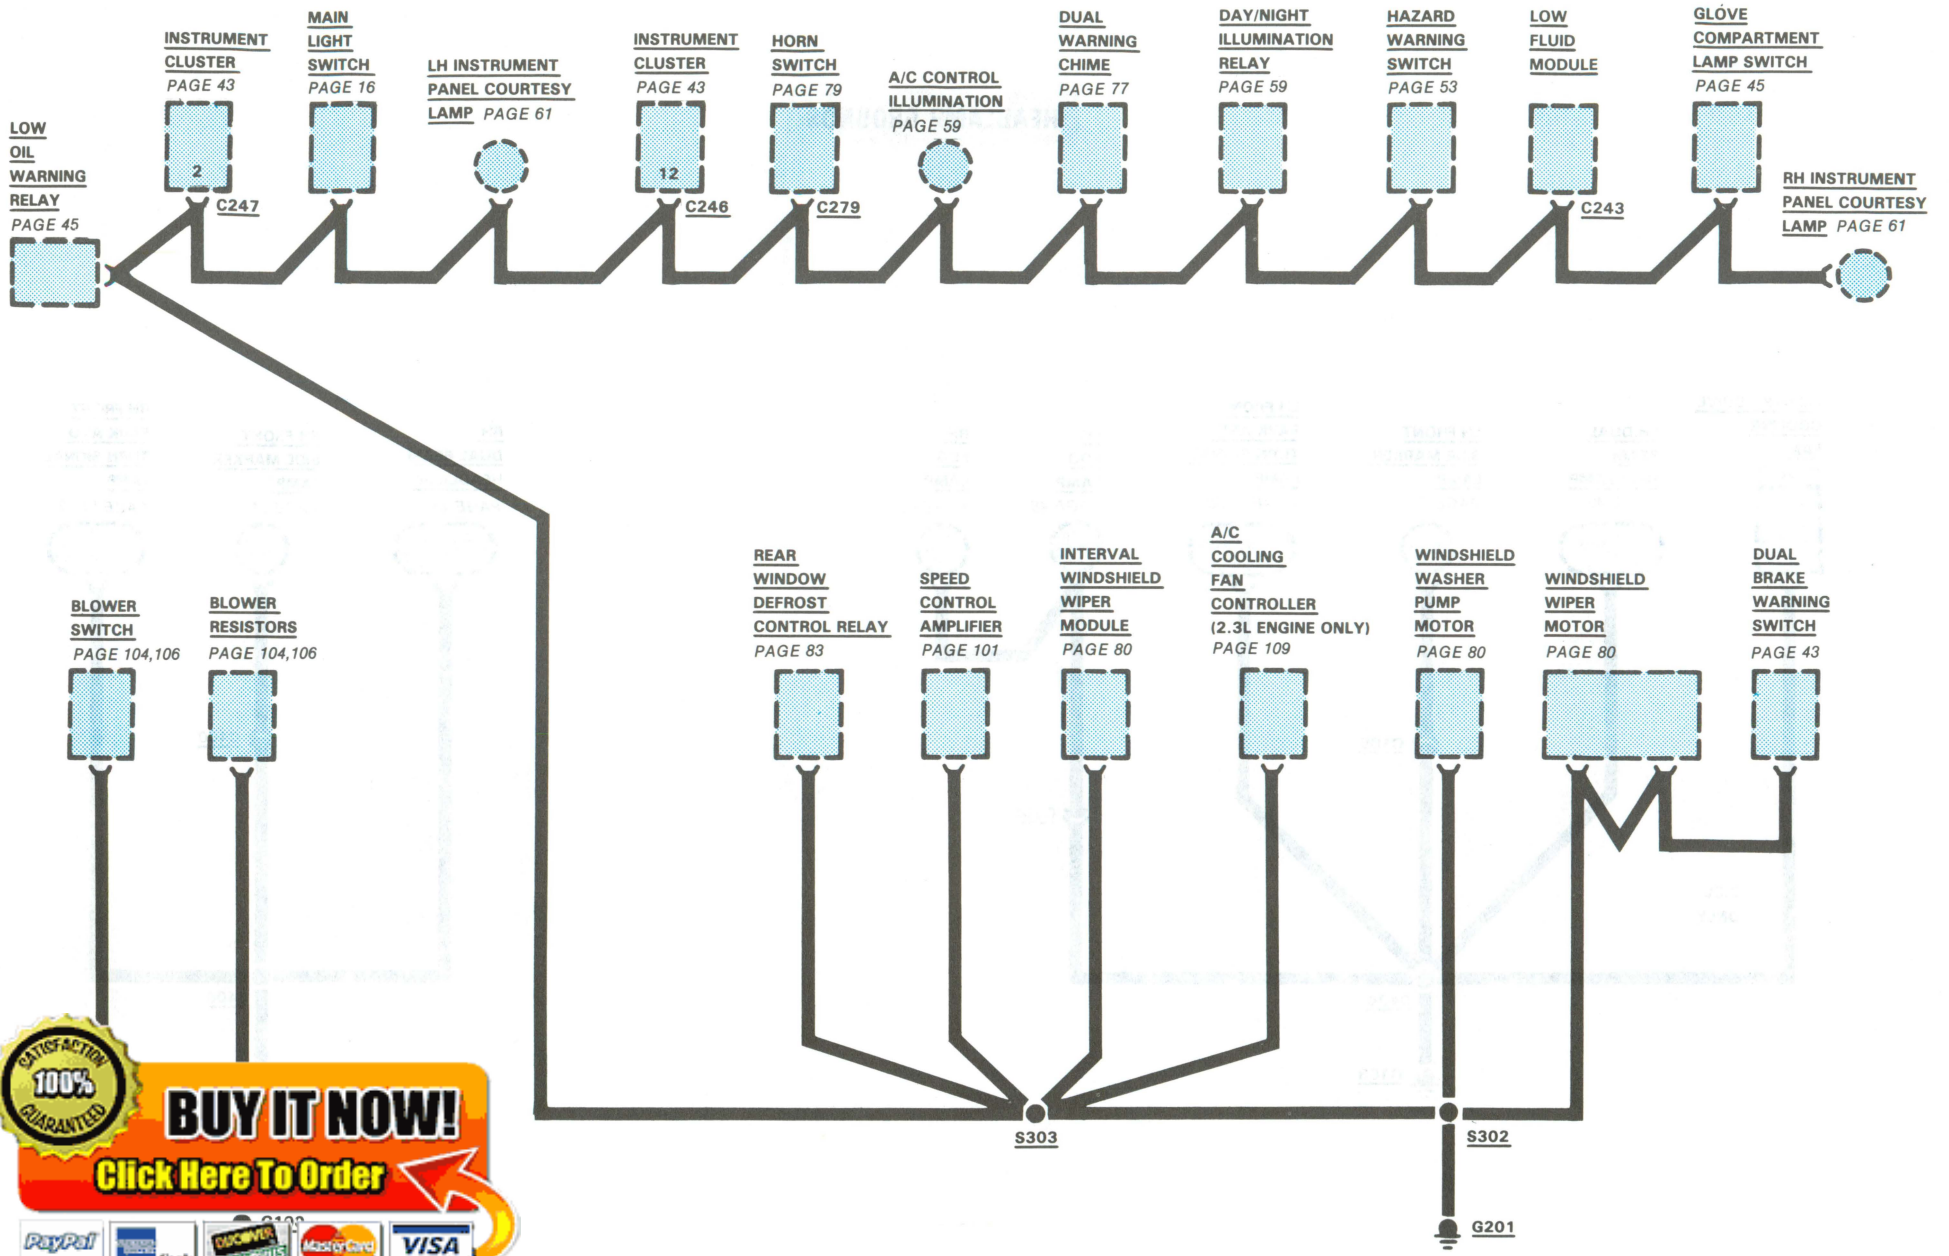 INSTRUMENT
CLUSTER
PAGE 43
2
C247
MAIN
LIGHT
SWITCH
PAGE 16
LH INSTRUMENT
PANEL COURTESY
LAMP PAGE 61
INSTRUMENT
CLUSTER
PAGE 43
12
C246
HORN
SWITCH
PAGE 79
C279
A/C CONTROL
ILLUMINATION
PAGE 59
DUAL
WARNING
CHIME
PAGE 77
DAY/NIGHT
ILLUMINATION
RELAY
PAGE 59
HAZARD
WARNING
SWITCH
PAGE 53
LOW
FLUID
MODULE
C243
GLOVE
COMPARTMENT
LAMP SWITCH
PAGE 45
RH INSTRUMENT
PANEL COURTESY
LAMP PAGE 61
LOW
OIL
WARNING
RELAY
PAGE 45
BLOWER
SWITCH
PAGE 104,106
BLOWER
RESISTORS
PAGE 104,106
REAR
WINDOW
DEFROST
CONTROL RELAY
PAGE 83
SPEED
CONTROL
AMPLIFIER
PAGE 101
INTERVAL
WINDSHIELD
WIPER
MODULE
PAGE 80
A/C
COOLING
FAN
CONTROLLER
(2.3L ENGINE ONLY)
PAGE 109
WINDSHIELD
WASHER
PUMP
MOTOR
PAGE 80
WINDSHIELD
WIPER
MOTOR
PAGE 80
DUAL
BRAKE
WARNING
SWITCH
PAGE 43
S303
S302
G201
SATISFACTION
100%
GUARANTEED
BUY IT NOW!
Click Here To Order
PayPal
DISCOVER
MasterCard
VISA